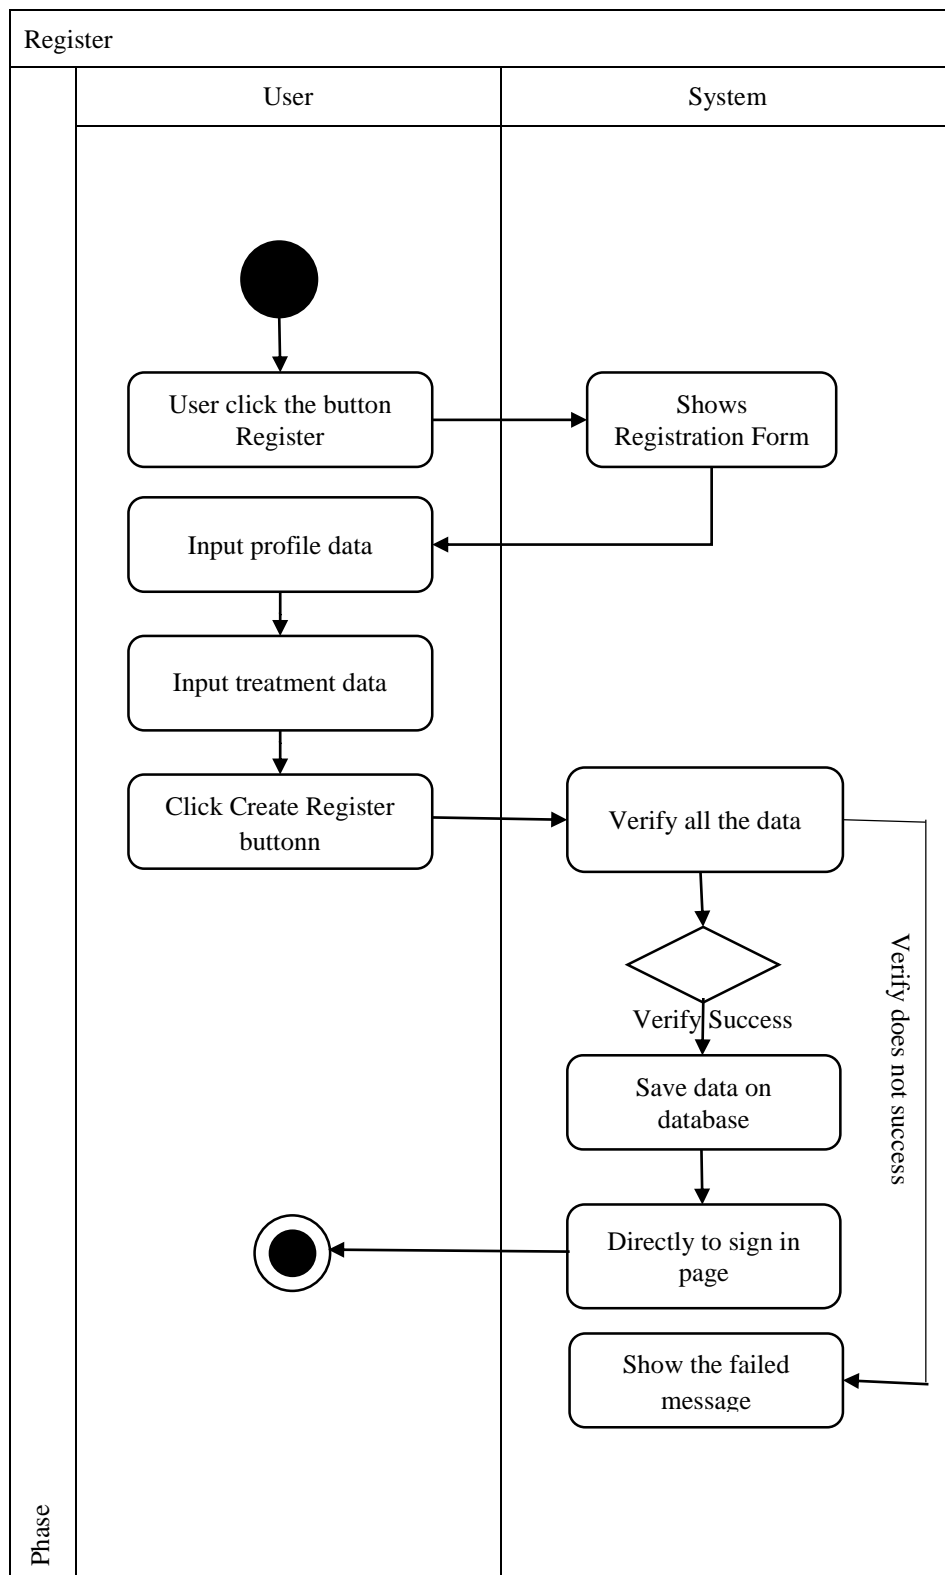 Register
User
System
User click the button
Register
Shows
Registration Form
Input profile data
Input treatment data
Click Create Register
buttonn
Verify all the data
Verify Success
Verify does not success
Save data on
database
Directly to sign in
page
Show the failed
message
Phase